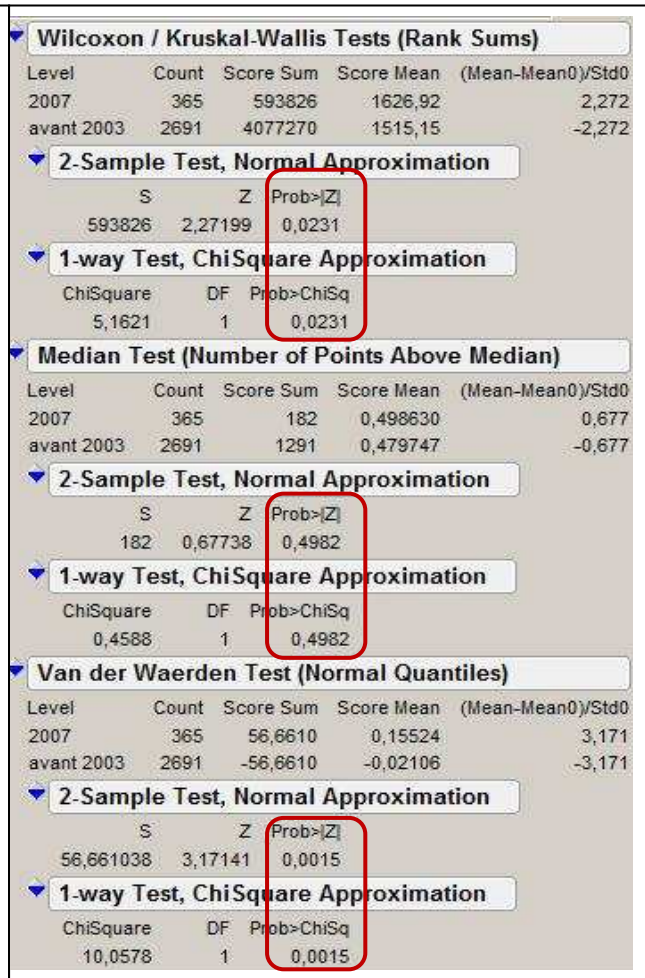 Wilcoxon / Kruskal-Wallis Tests (Rank Sums)
Level Count Score Sum Score Mean (Mean-Mean0)/Std0
2007 365 593826 1626,92 2,272
avant 2003 2691 4077270 1515,15 -2,272
2-Sample Test, Normal Approximation
S Z Prob>|Z|
593826 2,27199 0,0231
1-way Test, ChiSquare Approximation
ChiSquare DF Prob>ChiSq
5,1621 1 0,0231
Median Test (Number of Points Above Median)
Level Count Score Sum Score Mean (Mean-Mean0)/Std0
2007 365 182 0,498630 0,677
avant 2003 2691 1291 0,479747 -0,677
2-Sample Test, Normal Approximation
S Z Prob>|Z|
182 0,67738 0,4982
1-way Test, ChiSquare Approximation
ChiSquare DF Prob>ChiSq
0,4588 1 0,4982
Van der Waerden Test (Normal Quantiles)
Level Count Score Sum Score Mean (Mean-Mean0)/Std0
2007 365 56,6610 0,15524 3,171
avant 2003 2691 -56,6610 -0,02106 -3,171
2-Sample Test, Normal Approximation
S Z Prob>|Z|
56,661038 3,17141 0,0015
1-way Test, ChiSquare Approximation
ChiSquare DF Prob>ChiSq
10,0578 1 0,0015